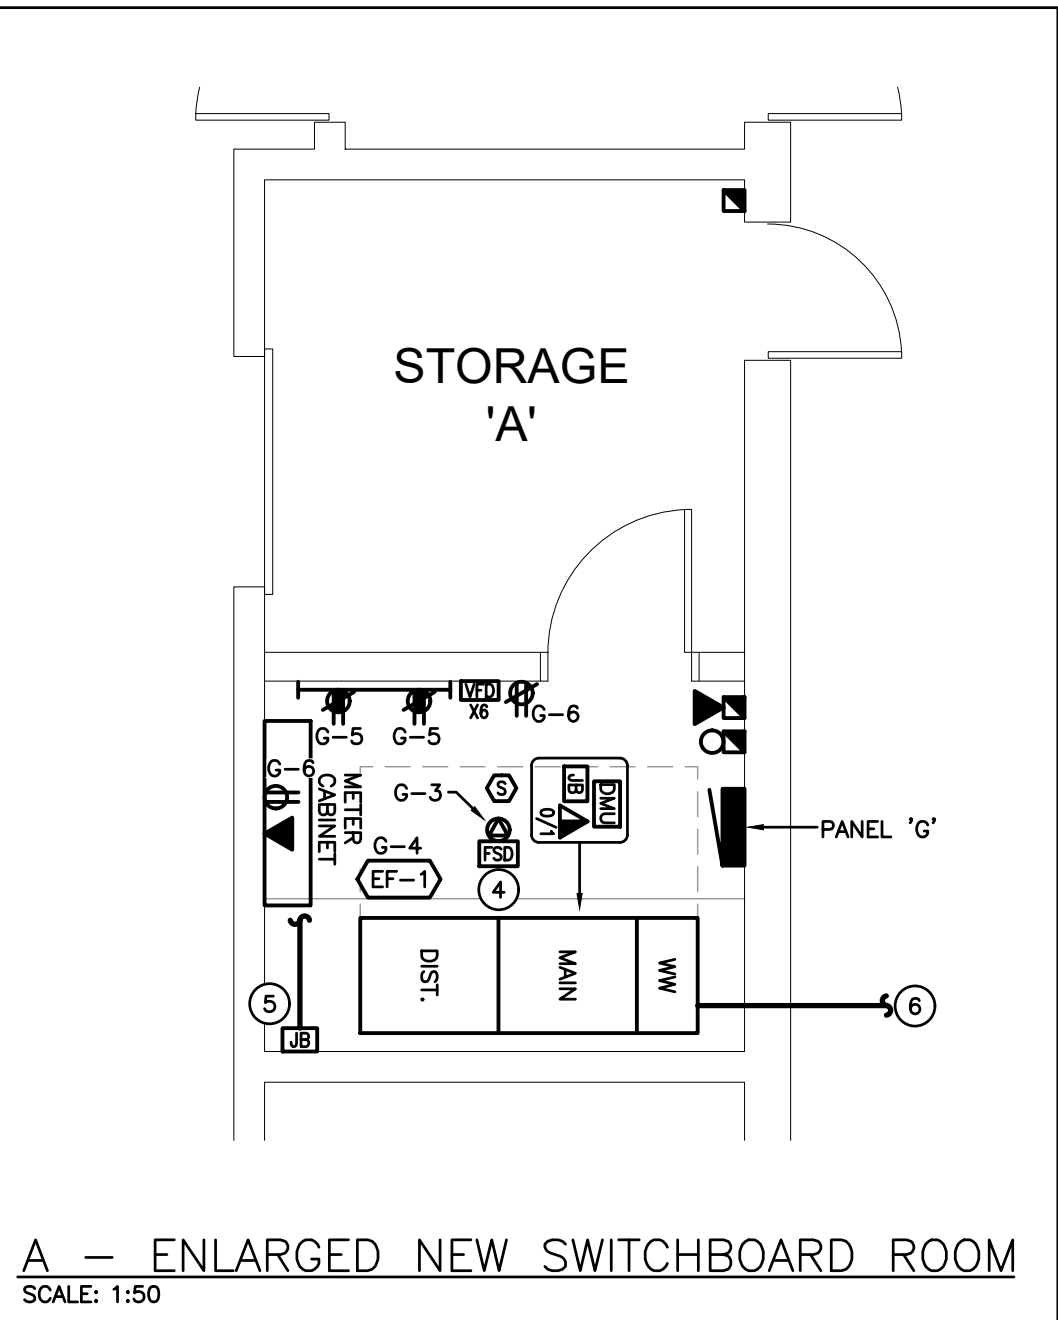 STORAGE
'A'
VFD
X6
G-6
G-5
G-5
G-6
METER
CABINET
G-3
S
JB
DMU
0/1
PANEL 'G'
G-4
EF-1
FSD
4
DIST.
MAIN
WW
5
6
JB
A - ENLARGED NEW SWITCHBOARD ROOM
SCALE: 1:50